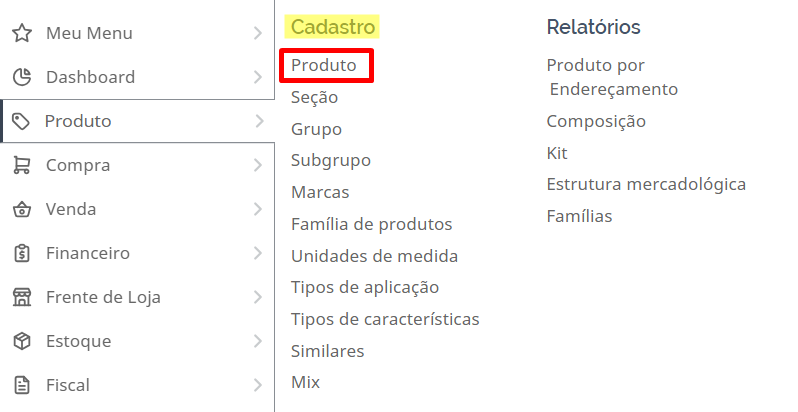 Meu Menu
Dashboard
Produto
Compra
Venda
Financeiro
Frente de Loja
Estoque
Fiscal
Cadastro
Produto
Seção
Grupo
Subgrupo
Marcas
Família de produtos
Unidades de medida
Tipos de aplicação
Tipos de características
Similares
Mix
Relatórios
Produto por
Endereçamento
Composição
Kit
Estrutura mercadológica
Famílias